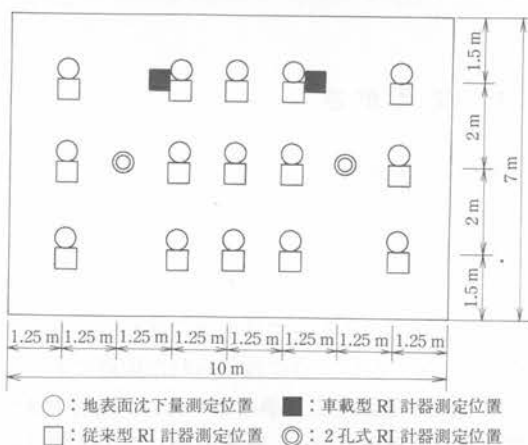 1.5 m
2 m
7 m
2 m
1.5 m
1.25 m 1.25 m 1.25 m 1.25 m 1.25 m 1.25 m 1.25 m 1.25 m
10 m
○：地表面沈下量測定位置 ■：車載型 RI 計器測定位置
□：従来型 RI 計器測定位置 ◎：2孔式 RI 計器測定位置